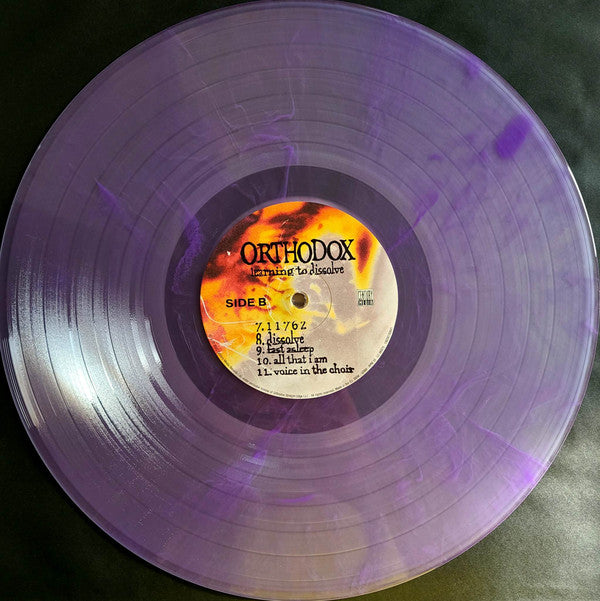 ORTHODOX
learning to dissolve
SIDE B
7. 11762
8. dissolve
9. fast asleep
10. all that i am
11. voice in the choir